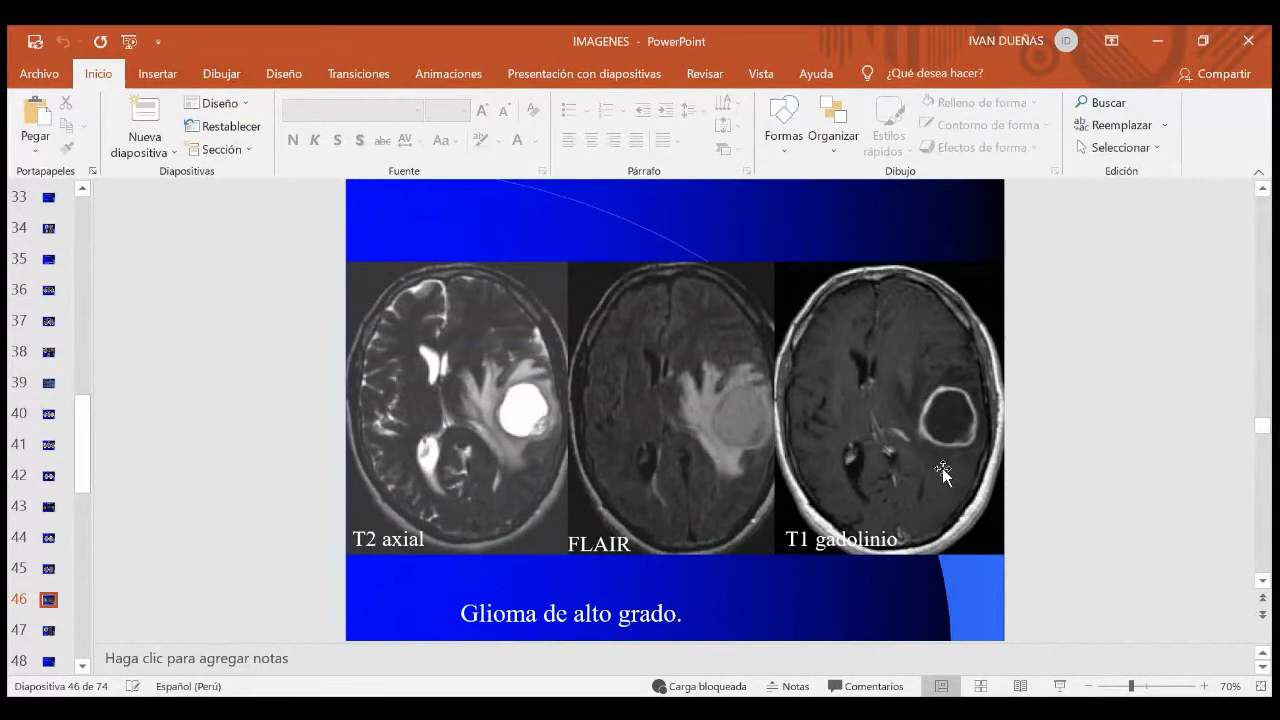 IMAGENES - PowerPoint
IVAN DUEÑAS
ID
Archivo
Inicio
Insertar
Dibujar
Diseño
Transiciones
Animaciones
Presentación con diapositivas
Revisar
Vista
Ayuda
¿Qué desea hacer?
Compartir
Pegar
Nueva
diapositiva
Diseño
Restablecer
Sección
N K S S abc AV Aa A
Formas
Organizar
Estilos
rápidos
Relleno de forma
Contorno de forma
Efectos de forma
Buscar
Reemplazar
Seleccionar
Portapapeles
Diapositivas
Fuente
Párrafo
Dibujo
Edición
33
34
35
36
37
38
39
40
41
42
43
44
45
46
47
48
T2 axial
FLAIR
T1 gadolinio
Glioma de alto grado.
Haga clic para agregar notas
Diapositiva 46 de 74
Español (Perú)
Carga bloqueada
Notas
Comentarios
70%